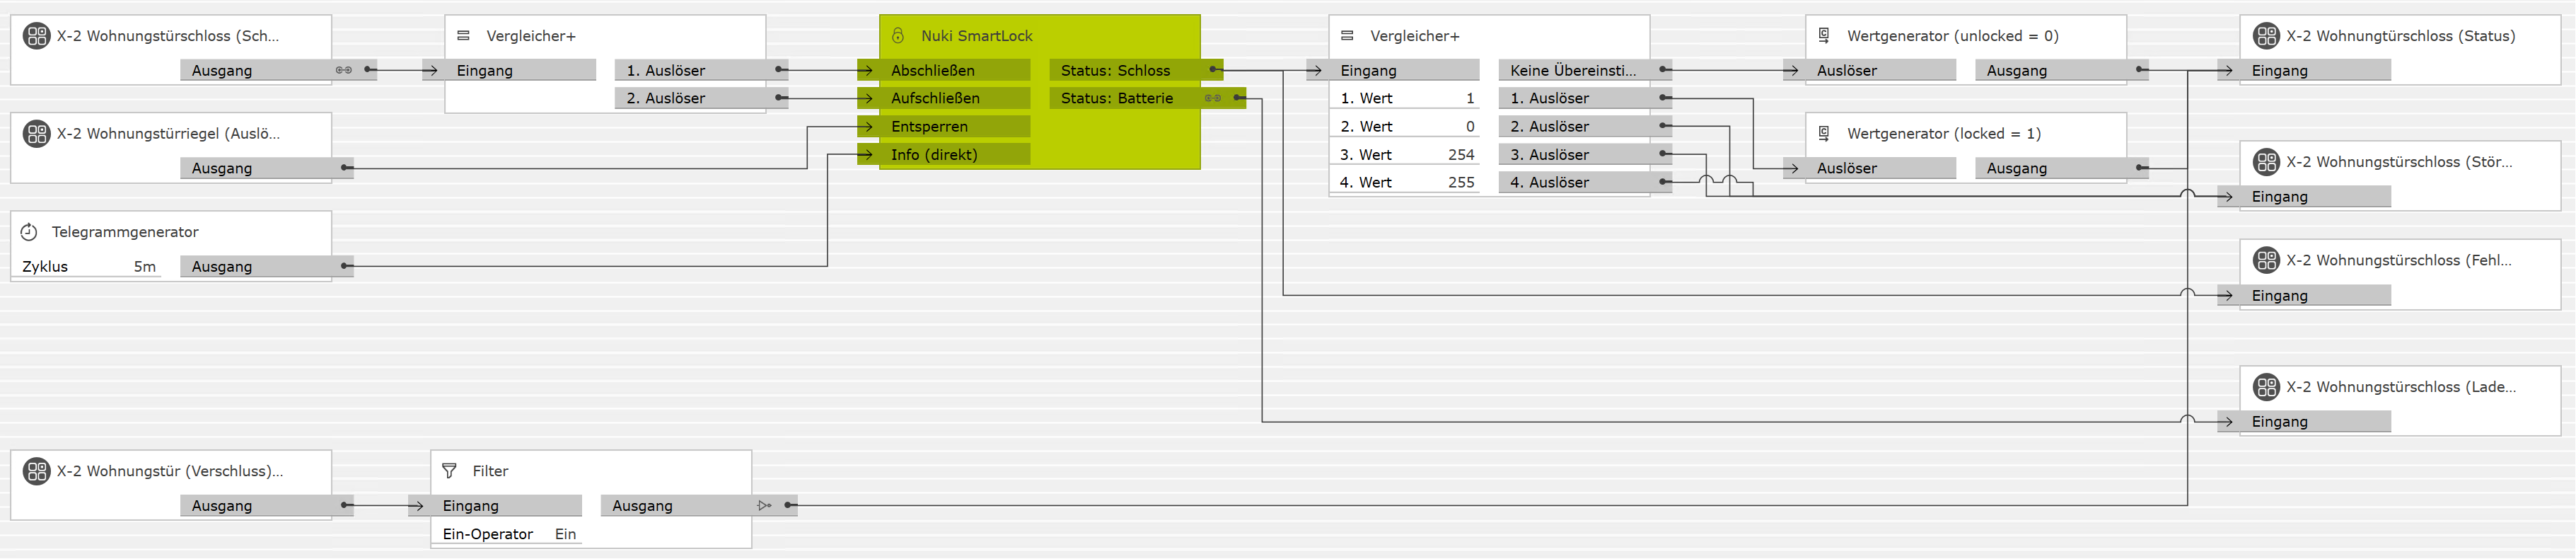 X-2 Wohnungstürschloss (Sch...
Ausgang
Vergleicher+
Eingang
1. Auslöser
2. Auslöser
Nuki SmartLock
Abschließen
Status: Schloss
Aufschließen
Status: Batterie
Entsperren
Info (direkt)
Vergleicher+
Eingang
Keine Übereinsti...
1. Wert 1
1. Auslöser
2. Wert 0
2. Auslöser
3. Wert 254
3. Auslöser
4. Wert 255
4. Auslöser
Wertgenerator (unlocked = 0)
Auslöser
Ausgang
X-2 Wohngtürschloss (Status)
Eingang
X-2 Wohnungstürriegel (Auslö...
Ausgang
Wertgenerator (locked = 1)
Auslöser
Ausgang
X-2 Wohnungstürschloss (Stör...
Eingang
Telegrammgenerator
Zyklus 5m
Ausgang
X-2 Wohnungstürschloss (Fehl...
Eingang
X-2 Wohnungstürschloss (Lade...
Eingang
X-2 Wohnungstür (Verschluss)...
Ausgang
Filter
Eingang
Ausgang
Ein-Operator Ein